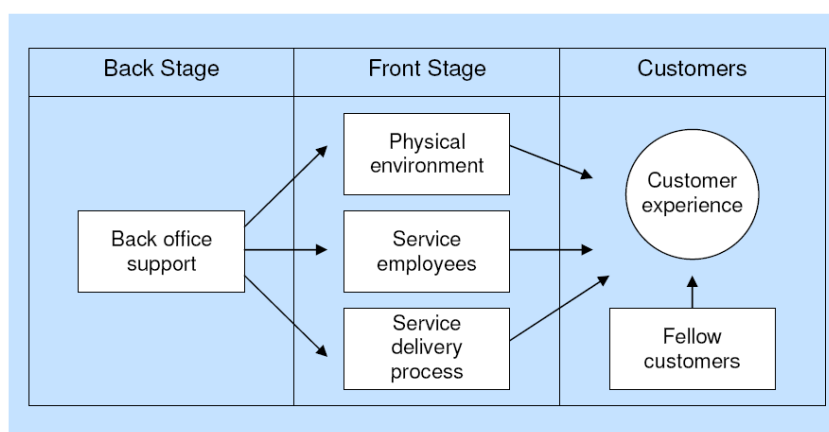 Back Stage
Front Stage
Customers
Back office
support
Physical
environment
Service
employees
Service
delivery
process
Customer
experience
Fellow
customers